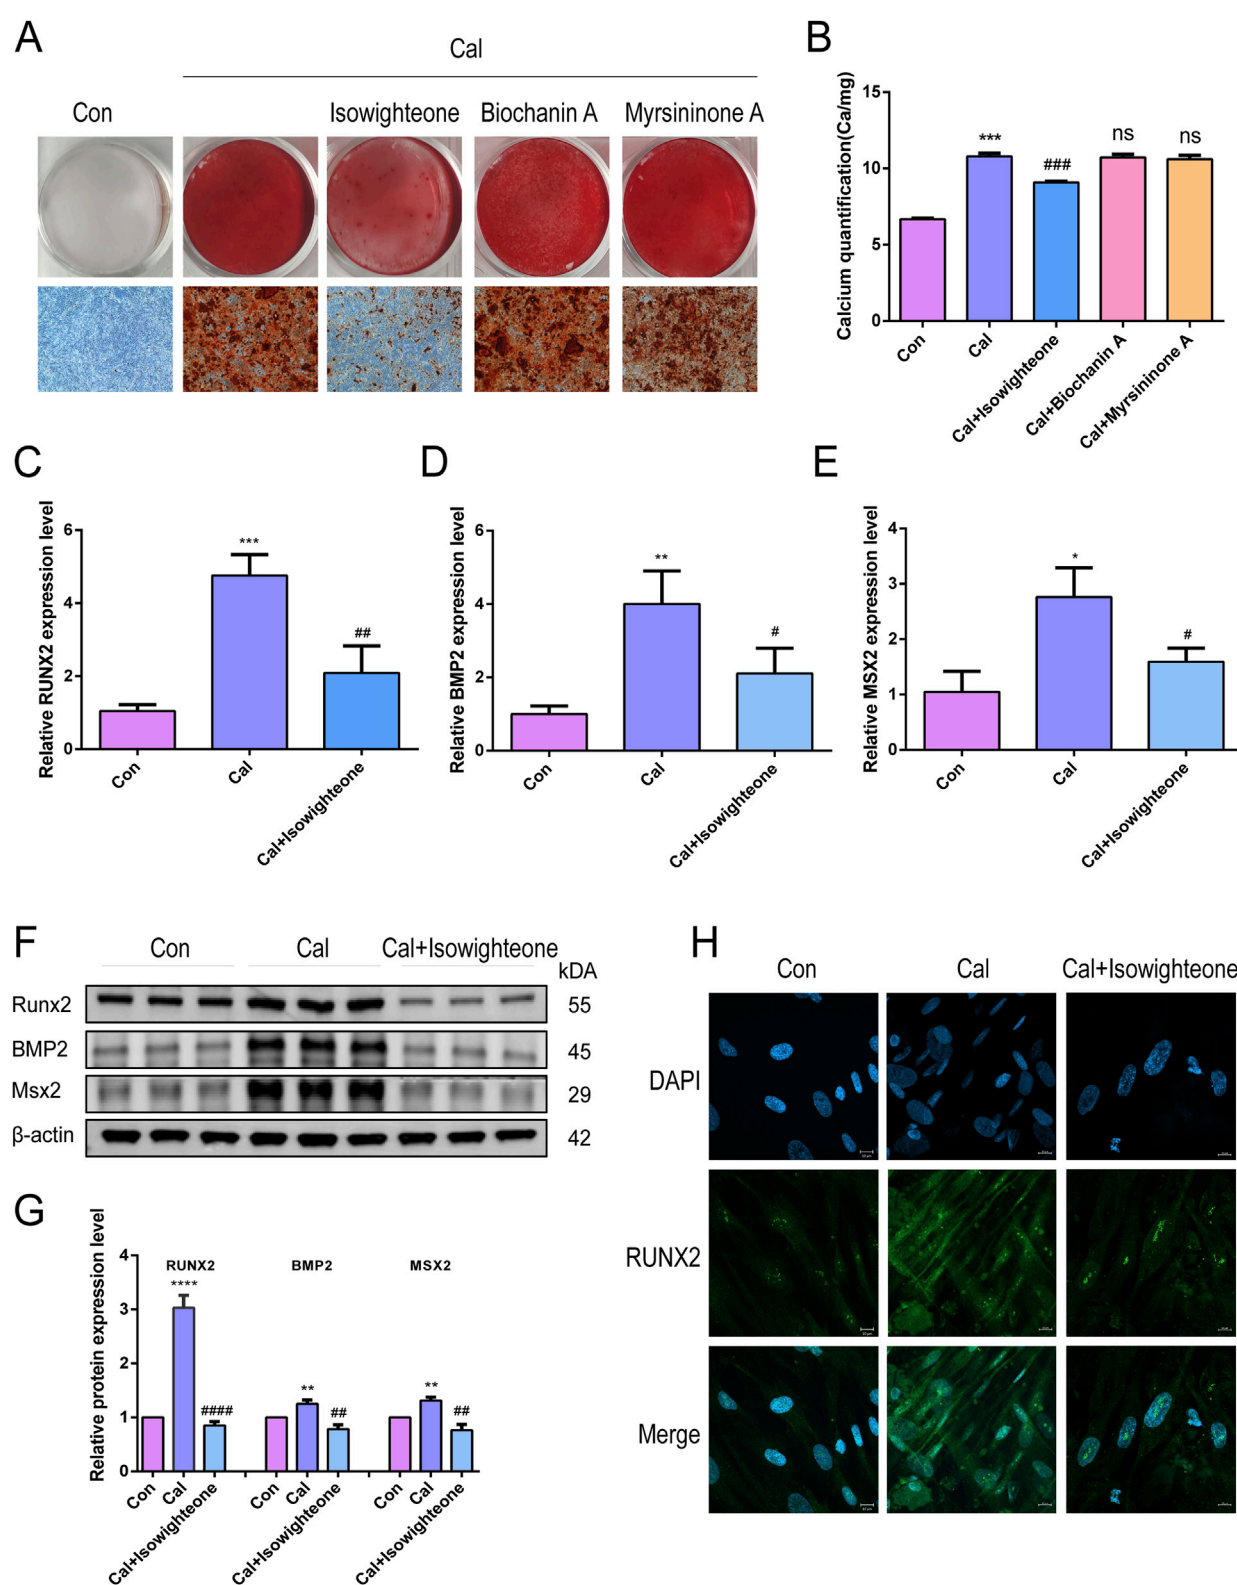 A
Cal
Con
Isowighteone
Biochanin A
Myrsininone A
B
Calcium quantification(Ca/mg)
15
10
5
0
***
###
ns
ns
Con
Cal
Cal+Isowighteone
Cal+Biochanin A
Cal+Myrsininone A
C
Relative RUNX2 expression level
6
4
2
0
***
##
Con
Cal
Cal+Isowighteone
D
Relative BMP2 expression level
6
4
2
0
**
#
Con
Cal
Cal+Isowighteone
E
Relative MSX2 expression level
4
3
2
1
0
*
#
Con
Cal
Cal+Isowighteone
F
Con
Cal
Cal+Isowighteone
kDA
Runx2
55
BMP2
45
Msx2
29
β-actin
42
G
Relative protein expression level
4
3
2
1
0
RUNX2
BMP2
MSX2
****
####
**
##
**
##
Con
Cal
Cal+Isowighteone
Con
Cal
Cal+Isowighteone
Con
Cal
Cal+Isowighteone
H
Con
Cal
Cal+Isowighteone
DAPI
RUNX2
Merge